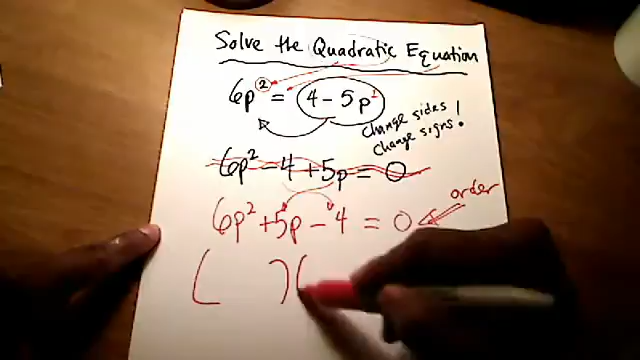 Solve the Quadratic Equation
6p² = 4 - 5p¹
change sides!
change signs!
6p² - 4 + 5p = 0
order
6p² + 5p - 4 = 0
( )(